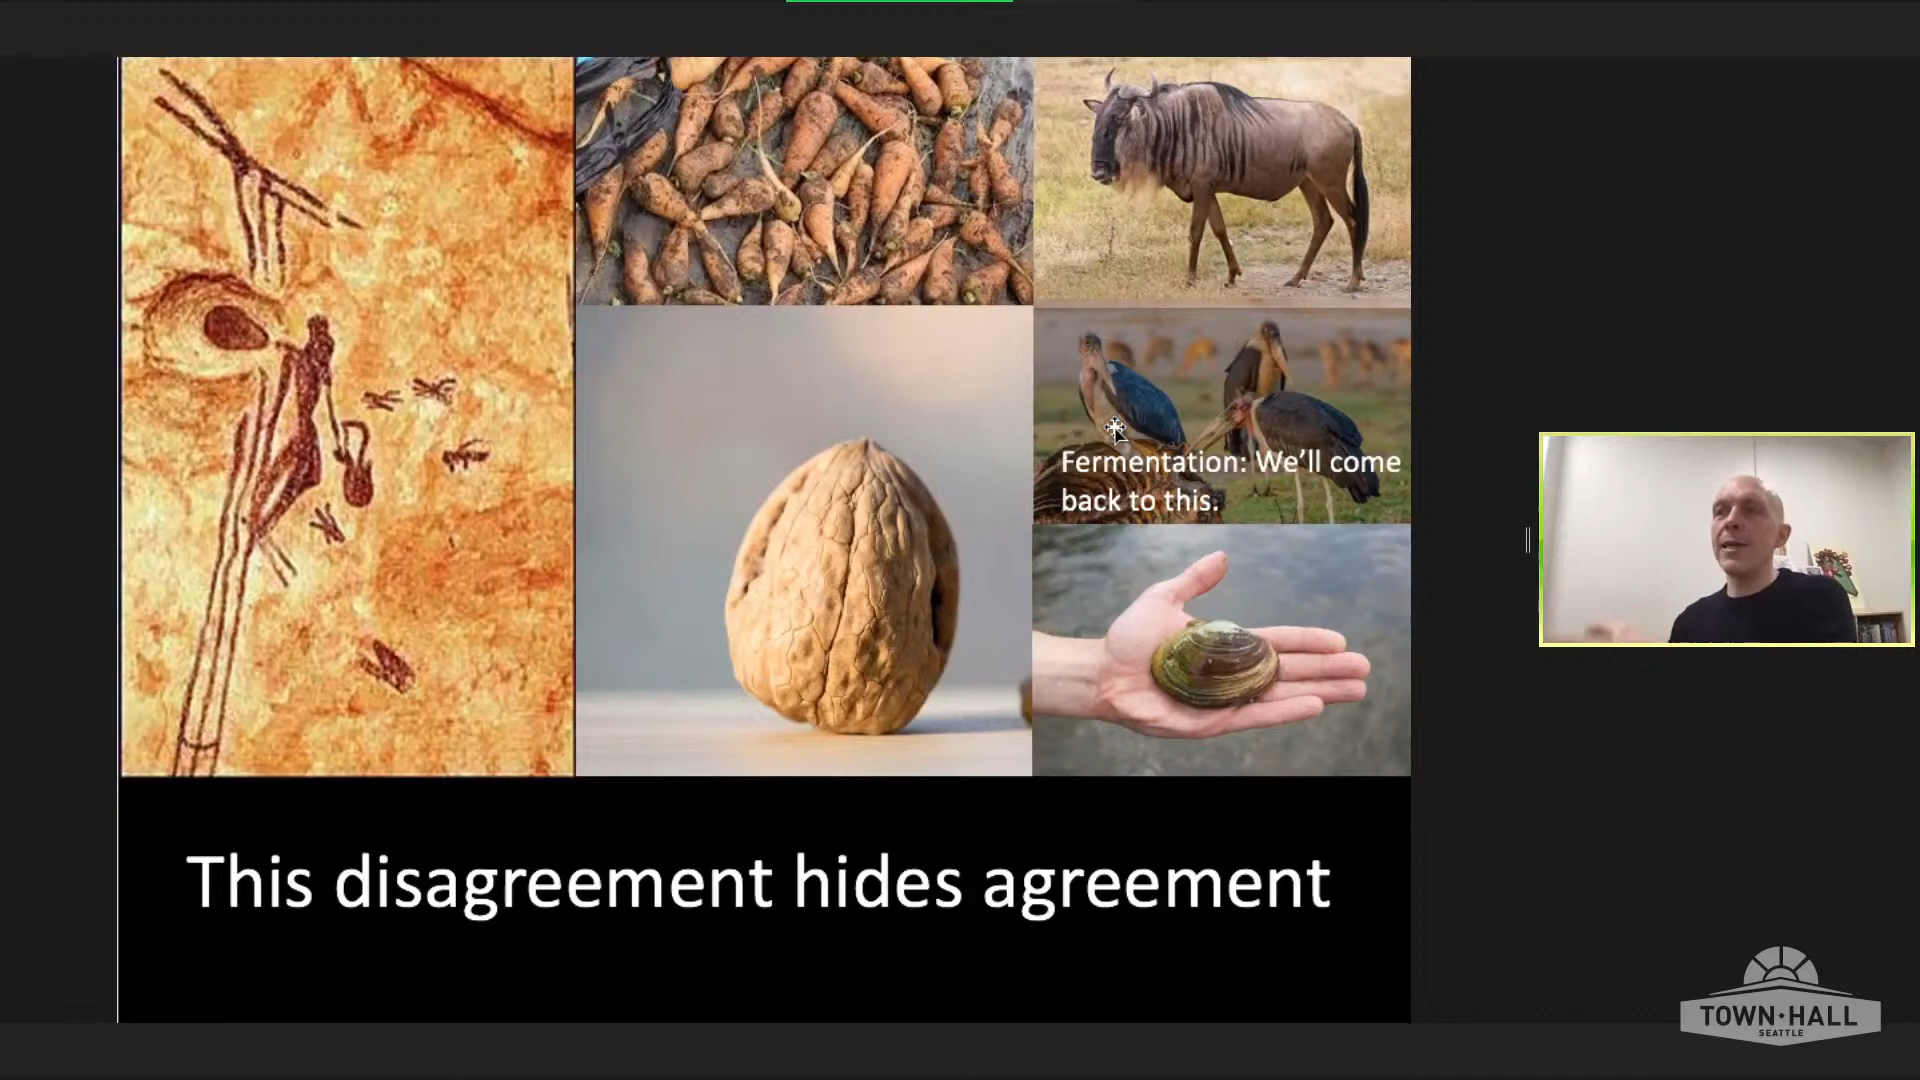 Fermentation: We'll come
back to this.
This disagreement hides agreement
TOWN·HALL
SEATTLE